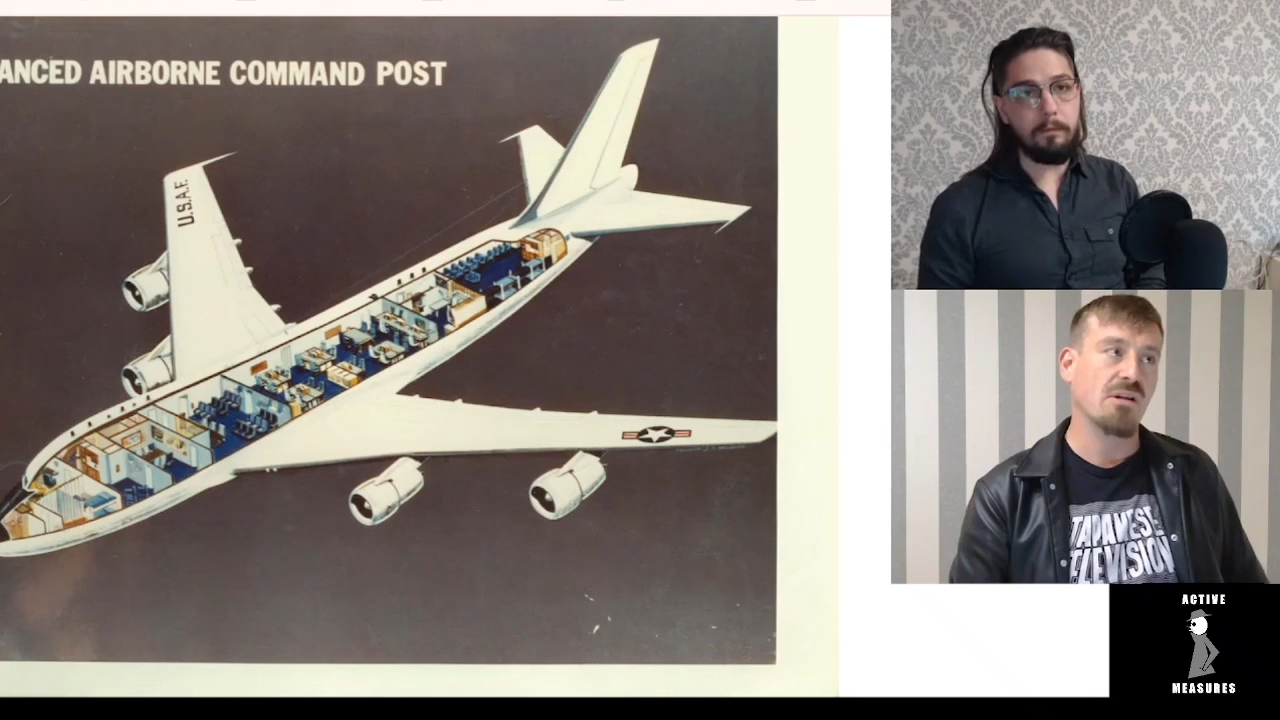 ANCED AIRBORNE COMMAND POST
U.S.A.F.
JAPANESE
TELEVISION
ACTIVE
MEASURES